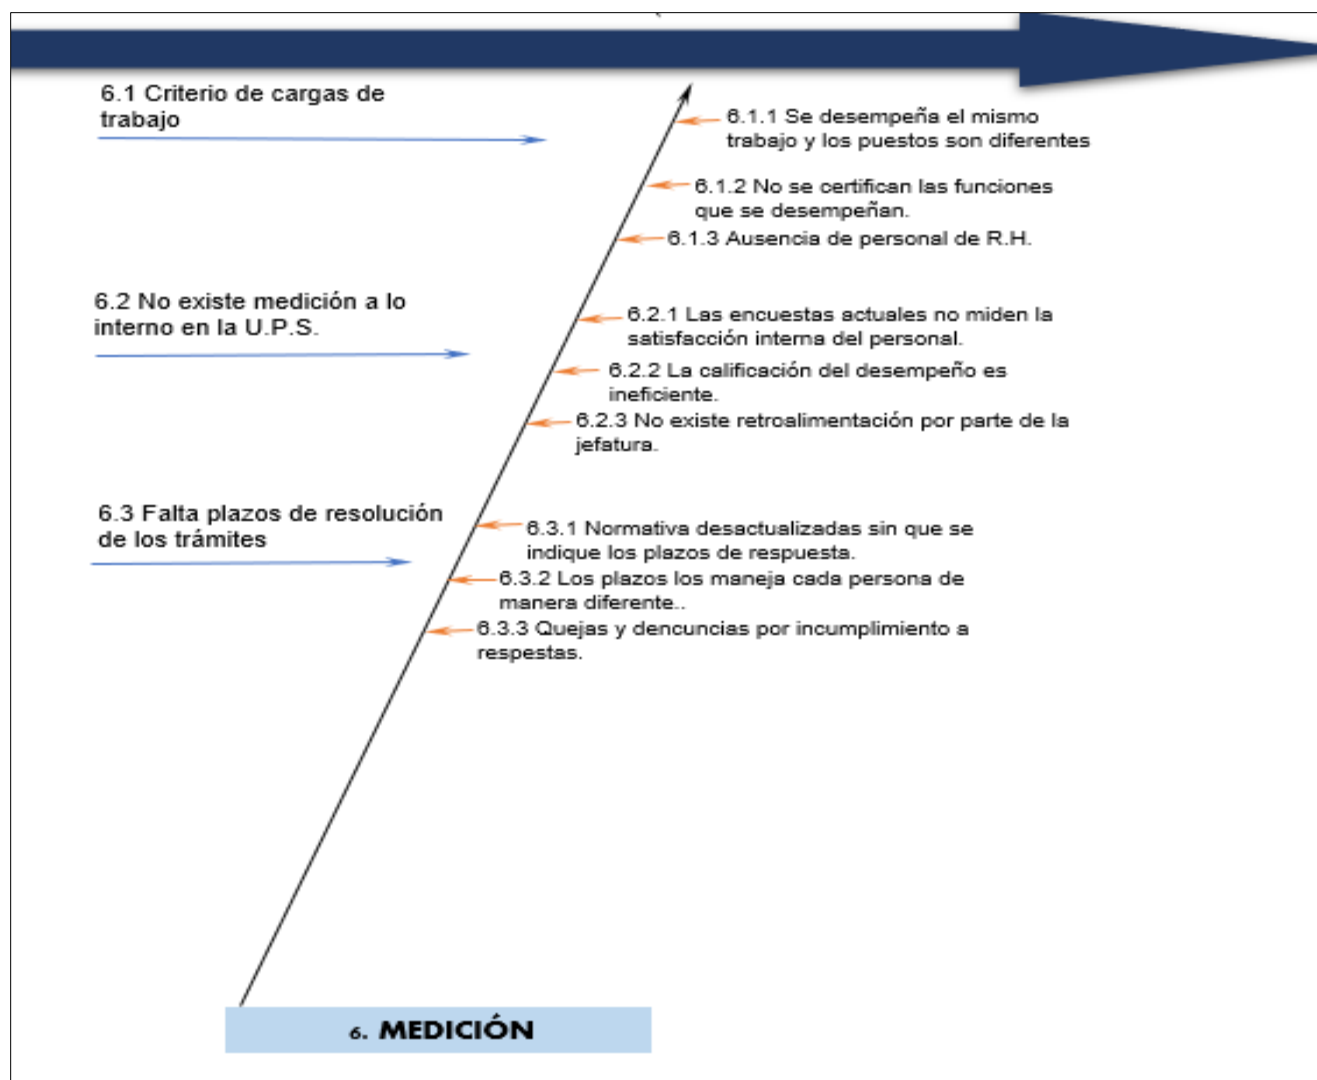 6.1 Criterio de cargas de
trabajo
6.1.1 Se desempeña el mismo
trabajo y los puestos son diferentes
6.1.2 No se certifican las funciones
que se desempeñan.
6.1.3 Ausencia de personal de R.H.
6.2 No existe medición a lo
interno en la U.P.S.
6.2.1 Las encuestas actuales no miden la
satisfacción interna del personal.
6.2.2 La calificación del desempeño es
ineficiente.
6.2.3 No existe retroalimentación por parte de la
jefatura.
6.3 Falta plazos de resolución
de los trámites
6.3.1 Normativa desactualizadas sin que se
indique los plazos de respuesta.
6.3.2 Los plazos los maneja cada persona de
manera diferente..
6.3.3 Quejas y dencuncias por incumplimiento a
respestas.
6. MEDICIÓN